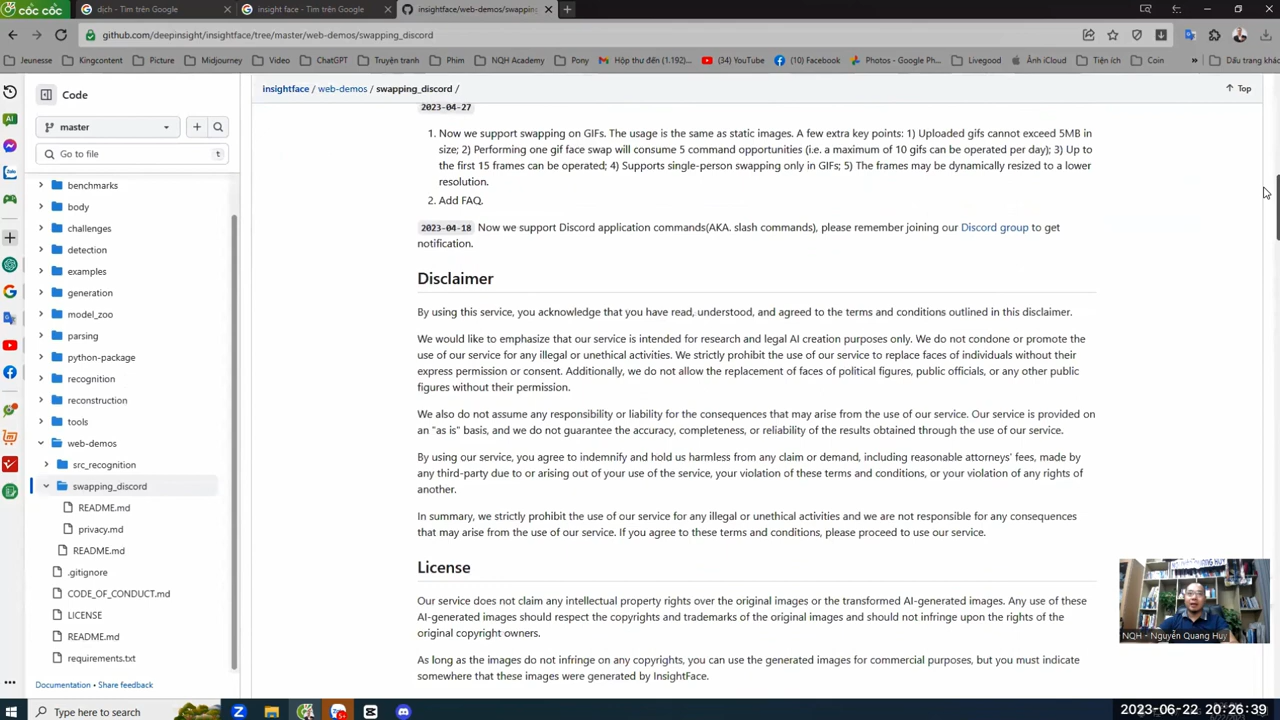 cốc cốc
dịch - Tìm trên Google
insight face - Tìm trên Google
insightface/web-demos/swapping
github.com/deepinsight/insightface/tree/master/web-demos/swapping_discord
Jeunesse
Kingcontent
Video
ChatGPT
Picture
Midjourney
Truyện tranh
Phim
NQH Academy
Pony
Hộp thư đến (1.192)...
(34) YouTube
(10) Facebook
Photos - Google Ph...
Livegood
Ảnh iCloud
Tiện ích
Coin
Dấu trang khác
Code
master
Go to file
t
benchmarks
body
challenges
detection
examples
generation
model_zoo
parsing
python-package
recognition
reconstruction
tools
web-demos
src_recognition
swapping_discord
README.md
privacy.md
README.md
.gitignore
CODE_OF_CONDUCT.md
LICENSE
README.md
requirements.txt
Documentation • Share feedback
insightface / web-demos / swapping_discord /
Top
2023-04-27
1. Now we support swapping on GIFs. The usage is the same as static images. A few extra key points: 1) Uploaded gifs cannot exceed 5MB in
size; 2) Performing one gif face swap will consume 5 command opportunities (i.e. a maximum of 10 gifs can be operated per day); 3) Up to
the first 15 frames can be operated; 4) Supports single-person swapping only in GIFs; 5) The frames may be dynamically resized to a lower
resolution.
2. Add FAQ.
2023-04-18 Now we support Discord application commands(AKA. slash commands), please remember joining our Discord group to get
notification.
Disclaimer
By using this service, you acknowledge that you have read, understood, and agreed to the terms and conditions outlined in this disclaimer.
We would like to emphasize that our service is intended for research and legal AI creation purposes only. We do not condone or promote the
use of our service for any illegal or unethical activities. We strictly prohibit the use of our service to replace faces of individuals without their
express permission or consent. Additionally, we do not allow the replacement of faces of political figures, public officials, or any other public
figures without their permission.
We also do not assume any responsibility or liability for the consequences that may arise from the use of our service. Our service is provided on
an "as is" basis, and we do not guarantee the accuracy, completeness, or reliability of the results obtained through the use of our service.
By using our service, you agree to indemnify and hold us harmless from any claim or demand, including reasonable attorneys' fees, made by
any third-party due to or arising out of your use of the service, your violation of these terms and conditions, or your violation of any rights of
another.
In summary, we strictly prohibit the use of our service for any illegal or unethical activities and we are not responsible for any consequences
that may arise from the use of our service. If you agree to these terms and conditions, please proceed to use our service.
License
Our service does not claim any intellectual property rights over the original images or the transformed AI-generated images. Any use of these
AI-generated images should respect the copyrights and trademarks of the original images and should not infringe upon the rights of the
original copyright owners.
As long as the images do not infringe on any copyrights, you can use the generated images for commercial purposes, but you must indicate
somewhere that these images were generated by InsightFace.
NQH - Nguyễn Quang Huy
Type here to search
2023-06-22 20:26:39